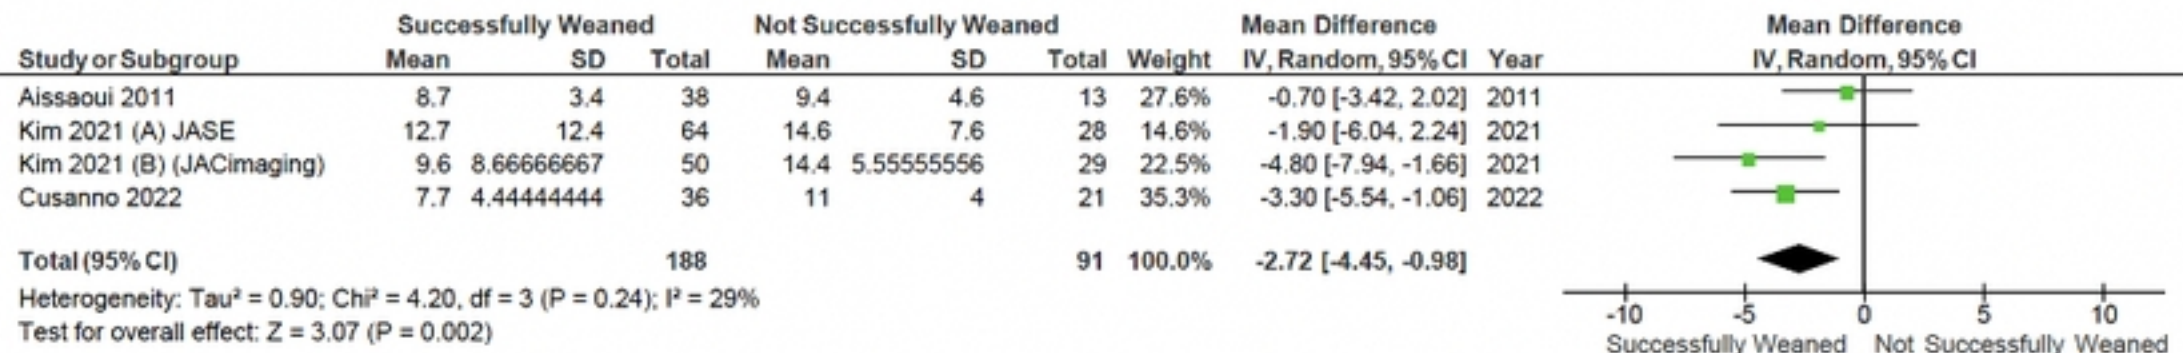 Successfully Weaned Not Successfully Weaned Mean Difference Mean Difference
Study or Subgroup Mean SD Total Mean SD Total Weight IV, Random, 95% CI Year IV, Random, 95% CI
Aissaoui 2011 8.7 3.4 38 9.4 4.6 13 27.6% -0.70 [-3.42, 2.02] 2011
Kim 2021 (A) JASE 12.7 12.4 64 14.6 7.6 28 14.6% -1.90 [-6.04, 2.24] 2021
Kim 2021 (B) (JACimaging) 9.6 8.66666667 50 14.4 5.55555556 29 22.5% -4.80 [-7.94, -1.66] 2021
Cusanno 2022 7.7 4.44444444 36 11 4 21 35.3% -3.30 [-5.54, -1.06] 2022
Total (95% CI) 188 91 100.0% -2.72 [-4.45, -0.98]
Heterogeneity: Tau² = 0.90; Chi² = 4.20, df = 3 (P = 0.24); I² = 29%
Test for overall effect: Z = 3.07 (P = 0.002)
-10 -5 0 5 10
Successfully Weaned Not Successfully Weaned